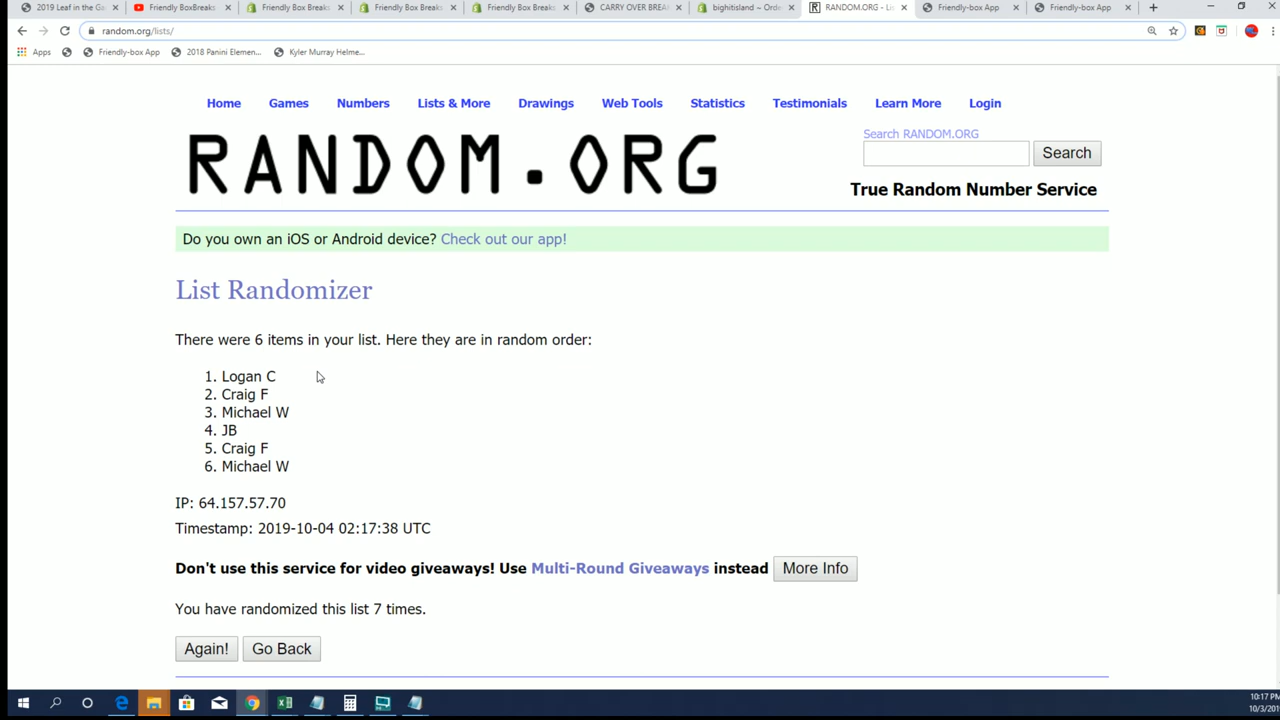 2019 Leaf in the Ga
Friendly BoxBreaks
Friendly Box Breaks
Friendly Box Breaks
Friendly Box Breaks
CARRY OVER BREA
bighitisland ~ Orde
RANDOM.ORG - Lis
Friendly-box App
Friendly-box App
random.org/lists/
Apps
Friendly-box App
2018 Panini Elemen...
Kyler Murray Helme...
Home Games Numbers Lists & More Drawings Web Tools Statistics Testimonials Learn More Login
RANDOM.ORG
Search RANDOM.ORG
Search
True Random Number Service
Do you own an iOS or Android device? Check out our app!
List Randomizer
There were 6 items in your list. Here they are in random order:
1. Logan C
2. Craig F
3. Michael W
4. JB
5. Craig F
6. Michael W
IP: 64.157.57.70
Timestamp: 2019-10-04 02:17:38 UTC
Don't use this service for video giveaways! Use Multi-Round Giveaways instead More Info
You have randomized this list 7 times.
Again! Go Back
10:17 PM
10/3/201